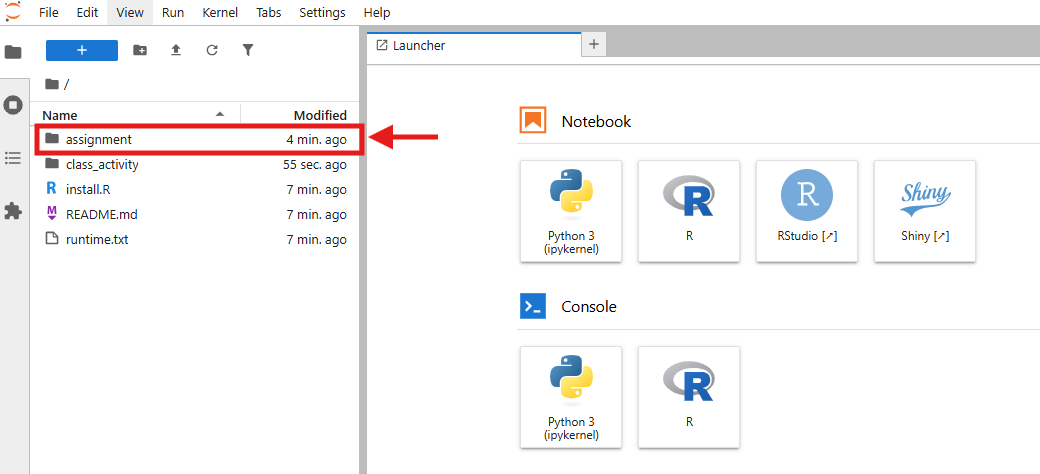 File Edit View Run Kernel Tabs Settings Help
+
/
Name Modified
assignment 4 min. ago
class_activity 55 sec. ago
R install.R 7 min. ago
M README.md 7 min. ago
runtime.txt 7 min. ago
Launcher +
Notebook
R R Shiny
Python 3 R RStudio [↗] Shiny [↗]
(ipykernel)
>_ Console
R
Python 3 R
(ipykernel)